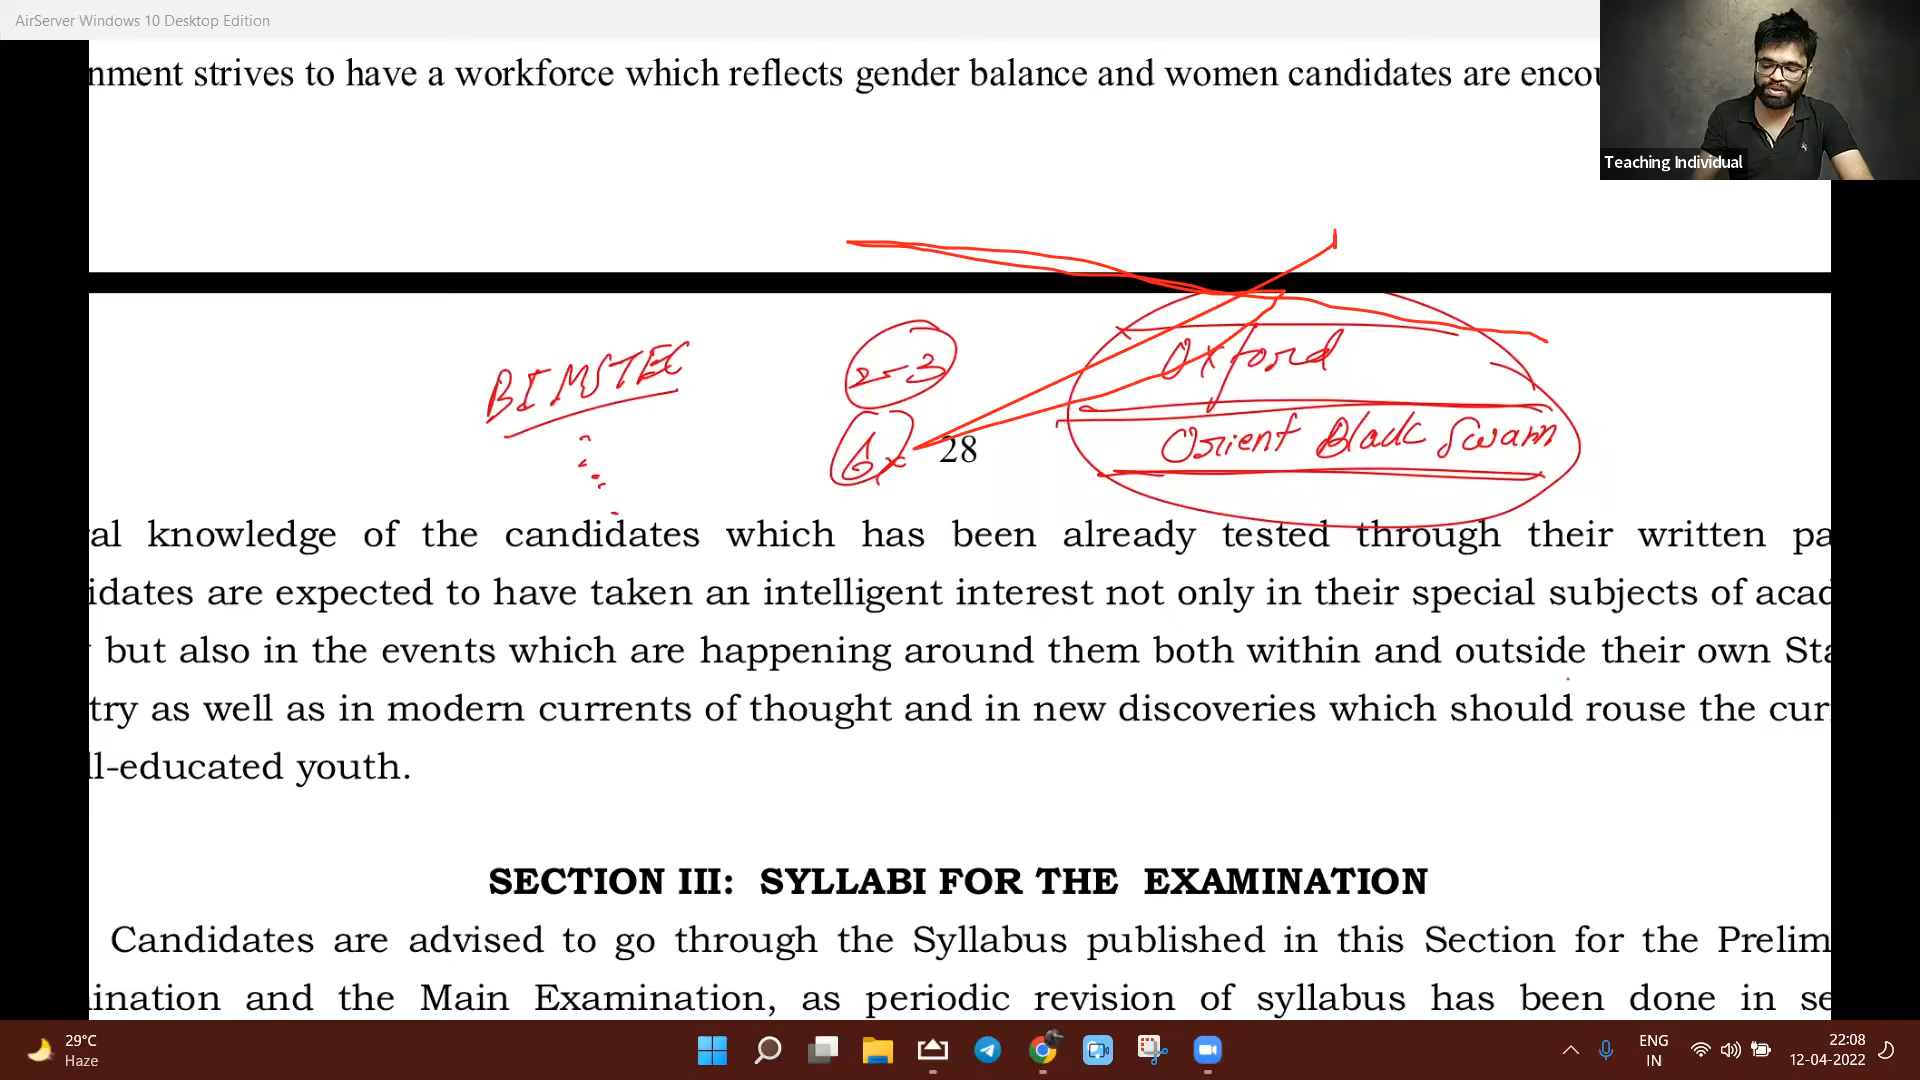 AirServer Windows 10 Desktop Edition
nment strives to have a workforce which reflects gender balance and women candidates are encou
Teaching Individual
BIMSTEC
2-3
Oxford
Orient Black Swam
28
ral knowledge of the candidates which has been already tested through their written pa
idates are expected to have taken an intelligent interest not only in their special subjects of acad
but also in the events which are happening around them both within and outside their own Sta
try as well as in modern currents of thought and in new discoveries which should rouse the curi
ll-educated youth.
SECTION III: SYLLABI FOR THE EXAMINATION
Candidates are advised to go through the Syllabus published in this Section for the Prelim
ination and the Main Examination, as periodic revision of syllabus has been done in se
29°C
Haze
ENG
IN
22:08
12-04-2022